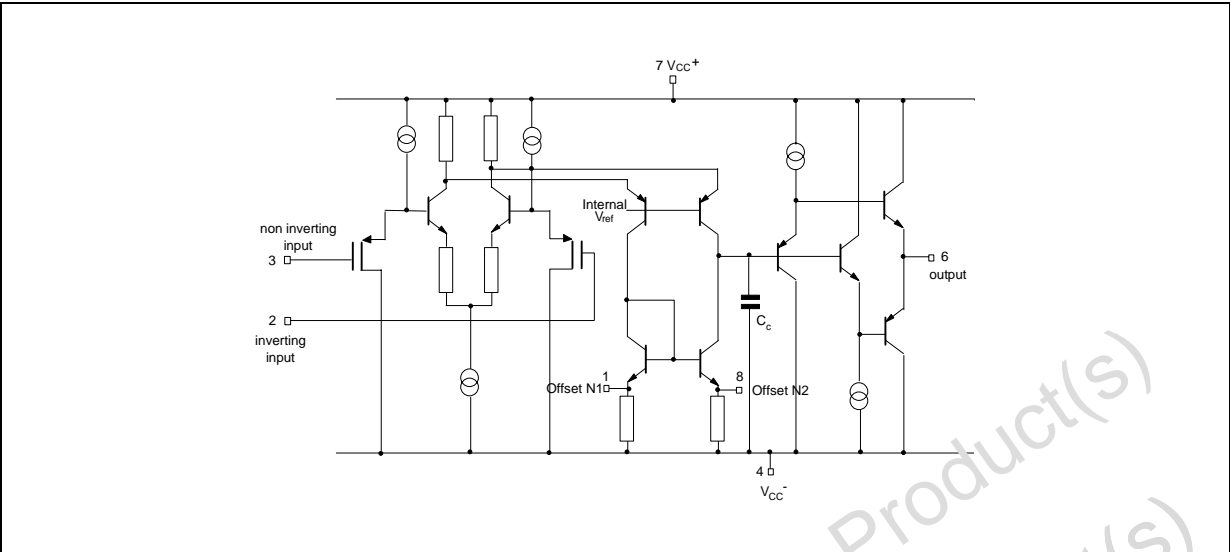 7 Vcc+
Internal
Vref
non inverting
input
3
6
output
2
inverting
input
Cc
1
Offset N1
8
Offset N2
4
Vcc-
Product(s)
(s)